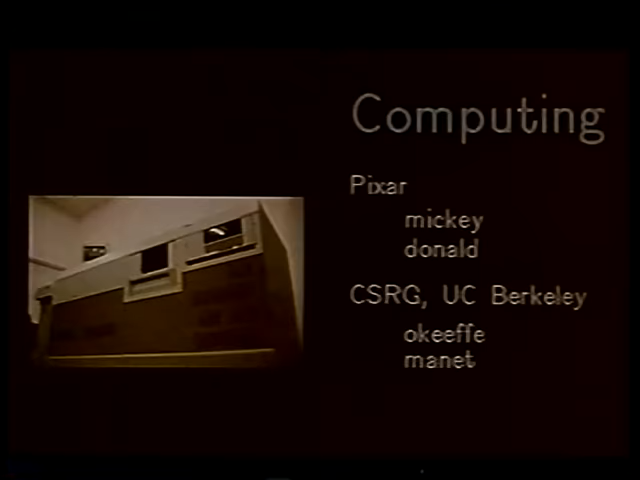 Computing
Pixar
mickey
donald
CSRG, UC Berkeley
okeeffe
manet